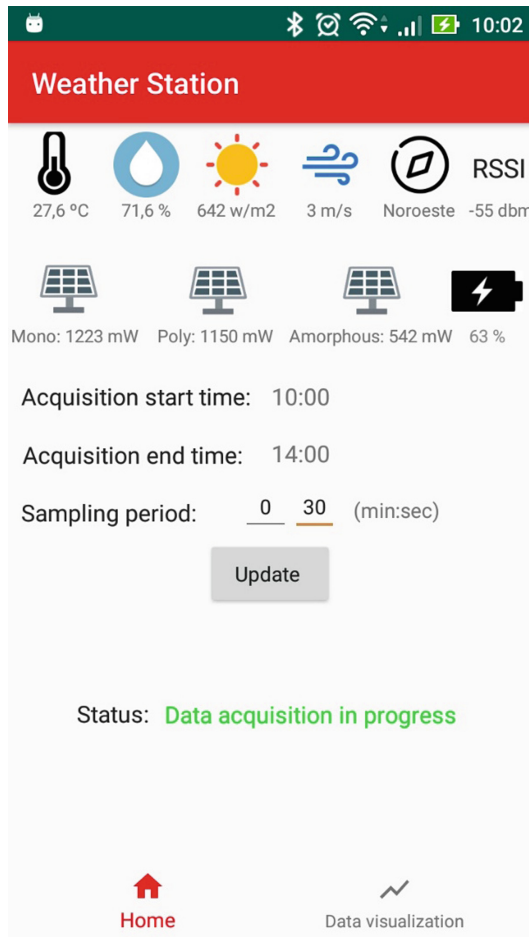 10:02
Weather Station
RSSI
27,6 ºC 71,6 % 642 w/m2 3 m/s Noroeste -55 dbm
Mono: 1223 mW Poly: 1150 mW Amorphous: 542 mW 63 %
Acquisition start time: 10:00
Acquisition end time: 14:00
Sampling period: 0 30 (min:sec)
Update
Status: Data acquisition in progress
Home Data visualization